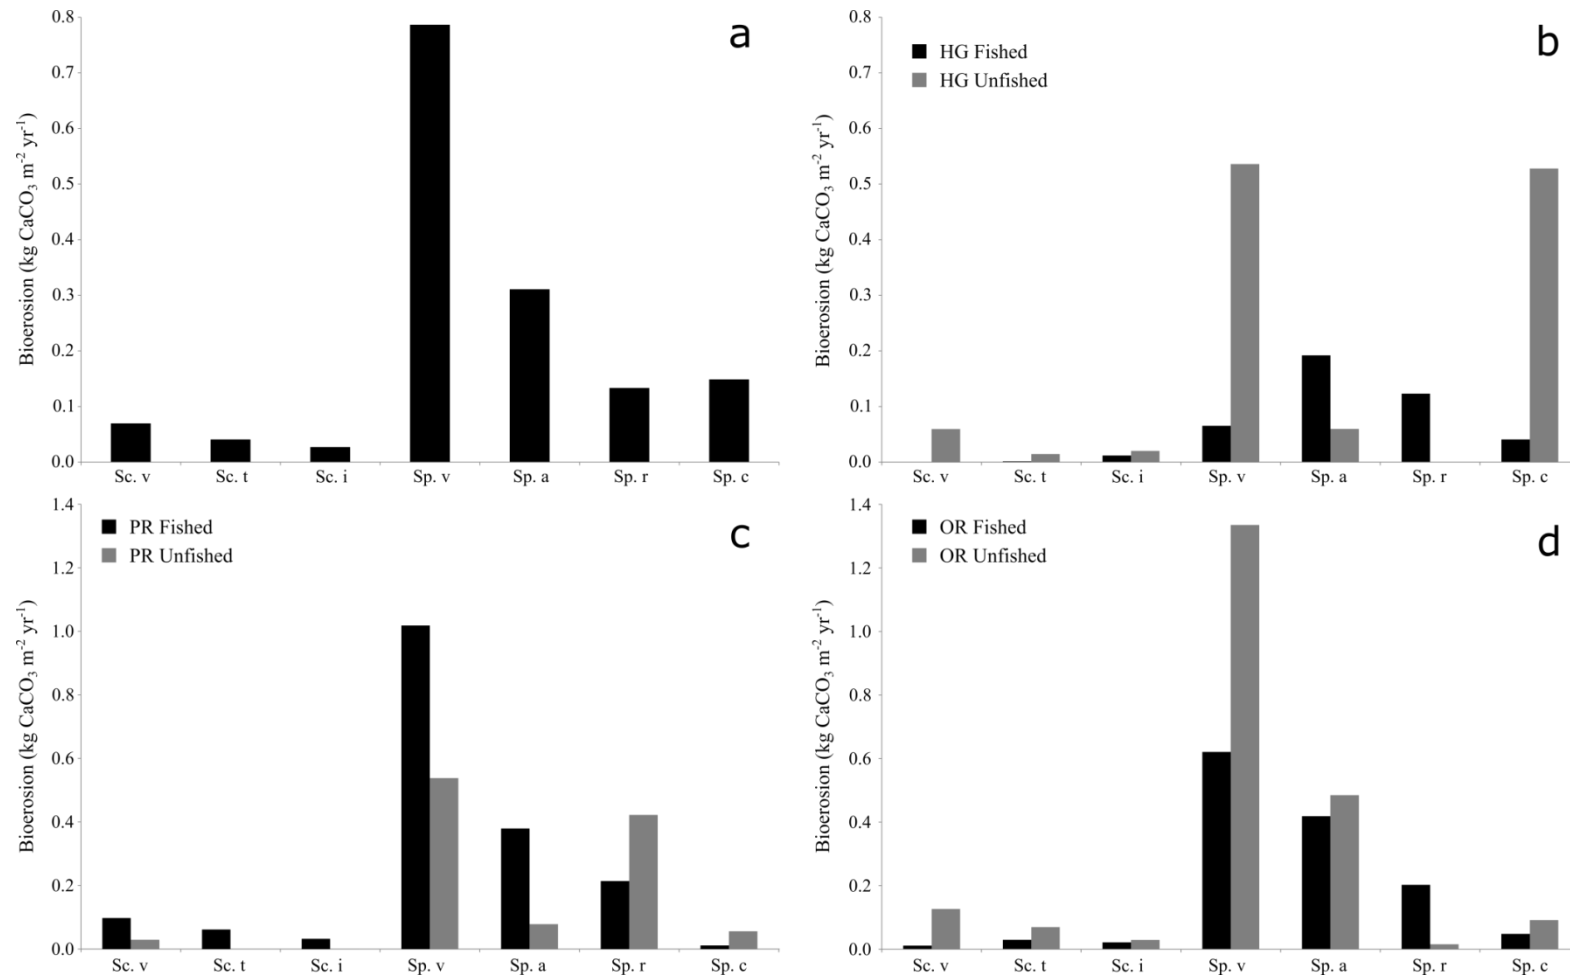 a
Bioerosion (kg CaCO₃ m⁻² yr⁻¹)
0.8
0.7
0.6
0.5
0.4
0.3
0.2
0.1
0.0
Sc. v Sc. t Sc. i Sp. v Sp. a Sp. r Sp. c
b
HG Fished
HG Unfished
Bioerosion (kg CaCO₃ m⁻² yr⁻¹)
0.8
0.7
0.6
0.5
0.4
0.3
0.2
0.1
0.0
Sc. v Sc. t Sc. i Sp. v Sp. a Sp. r Sp. c
c
PR Fished
PR Unfished
Bioerosion (kg CaCO₃ m⁻² yr⁻¹)
1.4
1.2
1.0
0.8
0.6
0.4
0.2
0.0
Sc. v Sc. t Sc. i Sp. v Sp. a Sp. r Sp. c
d
OR Fished
OR Unfished
Bioerosion (kg CaCO₃ m⁻² yr⁻¹)
1.4
1.2
1.0
0.8
0.6
0.4
0.2
0.0
Sc. v Sc. t Sc. i Sp. v Sp. a Sp. r Sp. c